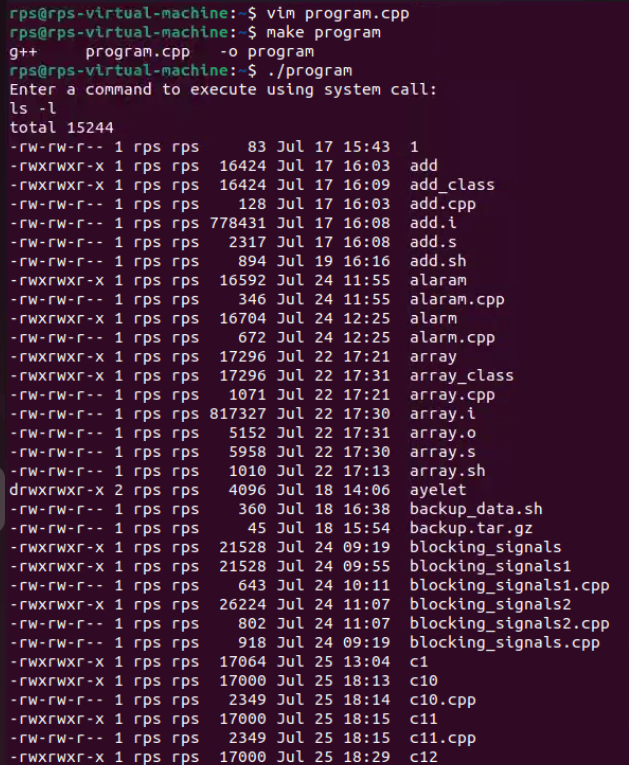 rps@rps-virtual-machine:~$ vim program.cpp
rps@rps-virtual-machine:~$ make program
g++     program.cpp   -o program
rps@rps-virtual-machine:~$ ./program
Enter a command to execute using system call:
ls -l
total 15244
-rw-rw-r-- 1 rps rps     83 Jul 17 15:43  1
-rwxrwxr-x 1 rps rps  16424 Jul 17 16:03  add
-rwxrwxr-x 1 rps rps  16424 Jul 17 16:09  add_class
-rw-rw-r-- 1 rps rps    128 Jul 17 16:03  add.cpp
-rw-rw-r-- 1 rps rps 778431 Jul 17 16:08  add.i
-rw-rw-r-- 1 rps rps   2317 Jul 17 16:08  add.s
-rw-rw-r-- 1 rps rps    894 Jul 19 16:16  add.sh
-rwxrwxr-x 1 rps rps  16592 Jul 24 11:55  alaram
-rw-rw-r-- 1 rps rps    346 Jul 24 11:55  alaram.cpp
-rwxrwxr-x 1 rps rps  16704 Jul 24 12:25  alarm
-rw-rw-r-- 1 rps rps    672 Jul 24 12:25  alarm.cpp
-rwxrwxr-x 1 rps rps  17296 Jul 22 17:21  array
-rwxrwxr-x 1 rps rps  17296 Jul 22 17:31  array_class
-rw-rw-r-- 1 rps rps   1071 Jul 22 17:21  array.cpp
-rw-rw-r-- 1 rps rps 817327 Jul 22 17:30  array.i
-rw-rw-r-- 1 rps rps   5152 Jul 22 17:31  array.o
-rw-rw-r-- 1 rps rps   5958 Jul 22 17:30  array.s
-rw-rw-r-- 1 rps rps   1010 Jul 22 17:13  array.sh
drwxrwxr-x 2 rps rps   4096 Jul 18 14:06  ayelet
-rw-rw-r-- 1 rps rps    360 Jul 18 16:38  backup_data.sh
-rw-rw-r-- 1 rps rps     45 Jul 18 15:54  backup.tar.gz
-rwxrwxr-x 1 rps rps  21528 Jul 24 09:19  blocking_signals
-rwxrwxr-x 1 rps rps  21528 Jul 24 09:55  blocking_signals1
-rw-rw-r-- 1 rps rps    643 Jul 24 10:11  blocking_signals1.cpp
-rwxrwxr-x 1 rps rps  26224 Jul 24 11:07  blocking_signals2
-rw-rw-r-- 1 rps rps    802 Jul 24 11:07  blocking_signals2.cpp
-rw-rw-r-- 1 rps rps    918 Jul 24 09:19  blocking_signals.cpp
-rwxrwxr-x 1 rps rps  17064 Jul 25 13:04  c1
-rwxrwxr-x 1 rps rps  17000 Jul 25 18:13  c10
-rw-rw-r-- 1 rps rps   2349 Jul 25 18:14  c10.cpp
-rwxrwxr-x 1 rps rps  17000 Jul 25 18:15  c11
-rw-rw-r-- 1 rps rps   2349 Jul 25 18:15  c11.cpp
-rwxrwxr-x 1 rps rps  17000 Jul 25 18:29  c12